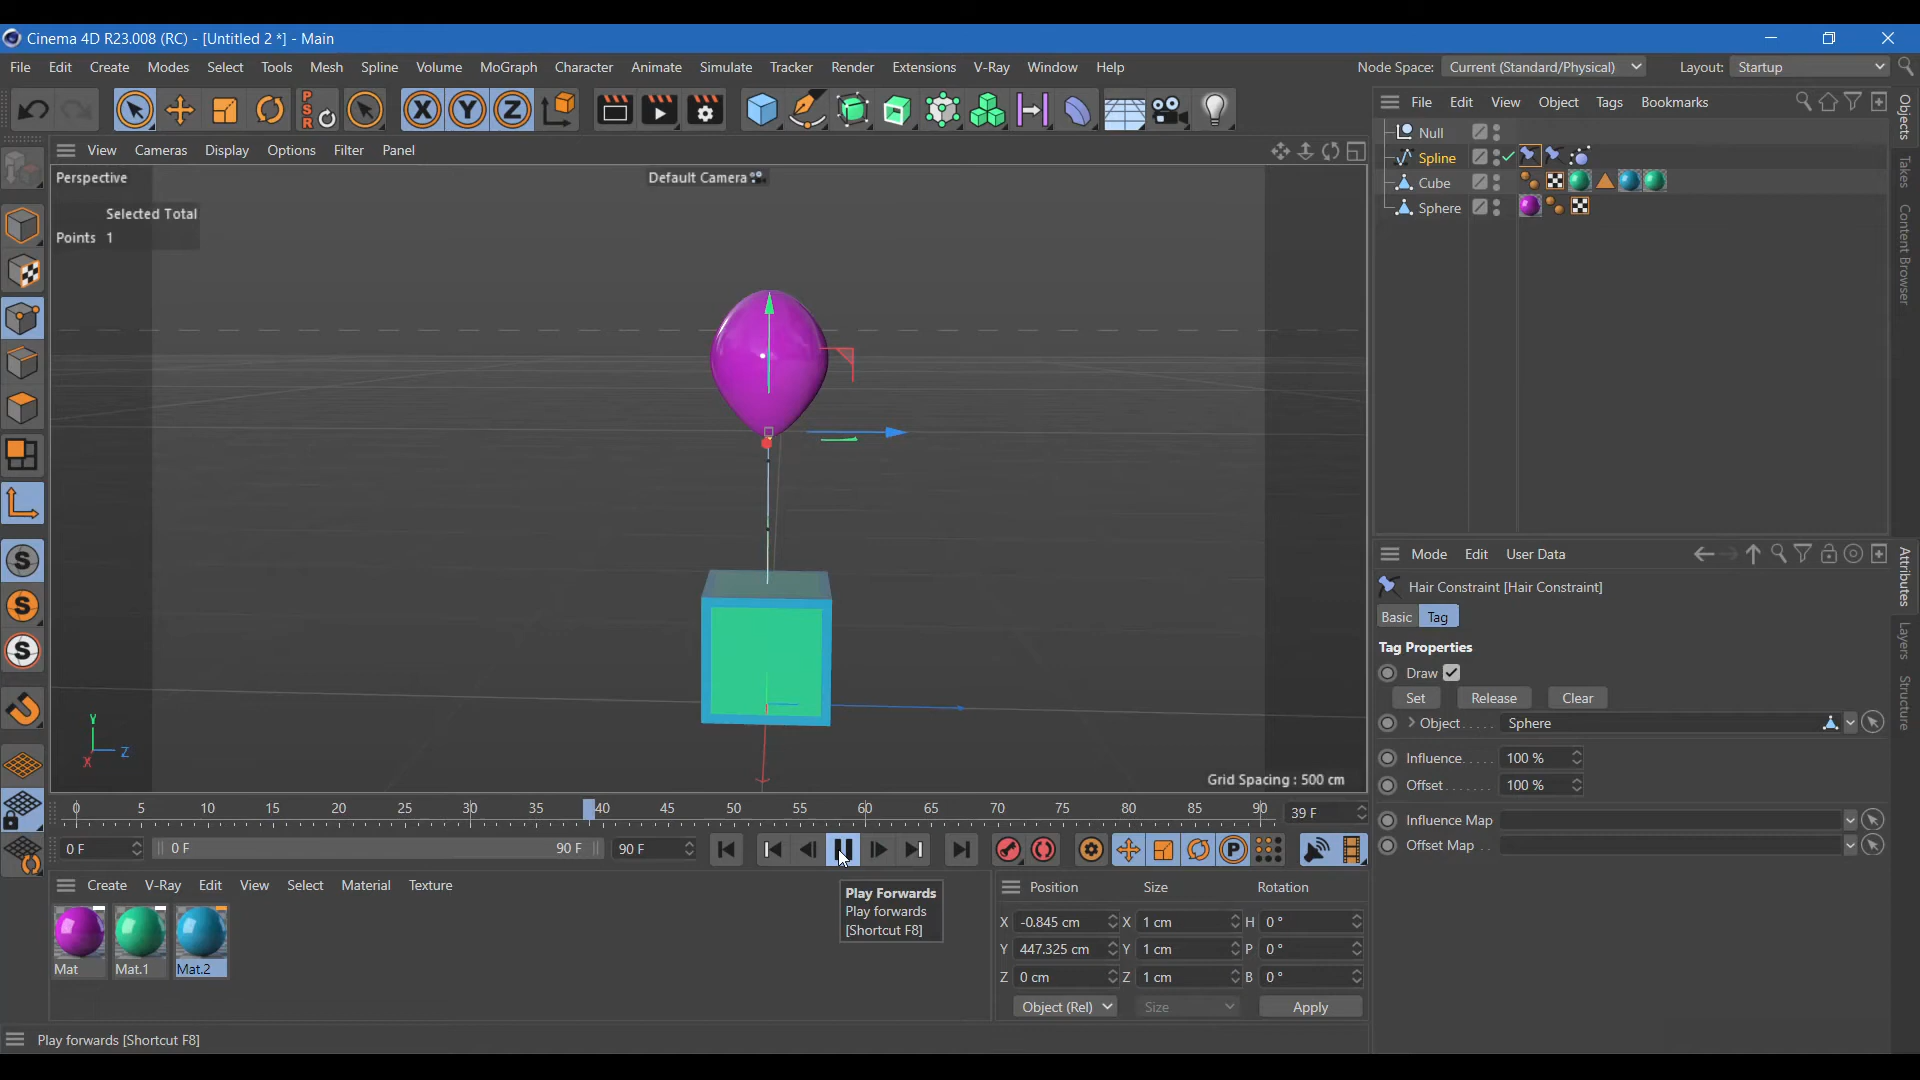 Cinema 4D R23.008 (RC) - [Untitled 2 *] - Main
File Edit Create Modes Select Tools Mesh Spline Volume MoGraph Character Animate Simulate Tracker Render Extensions V-Ray Window Help
Node Space: Current (Standard/Physical) Layout: Startup
P S R X Y Z
File Edit View Object Tags Bookmarks
View Cameras Display Options Filter Panel
Perspective
Default Camera
Selected Total
Points 1
Null
Spline
Cube
Sphere
Objects
Takes
Content Browser
Mode Edit User Data
Hair Constraint [Hair Constraint]
Basic Tag
Tag Properties
Draw
Set Release Clear
Object..... Sphere
Influence..... 100 %
Offset........ 100 %
Influence Map
Offset Map ..
Attributes
Layers
Structure
S
S
S
Y
X Z
Grid Spacing : 500 cm
0 5 10 15 20 25 30 35 40 45 50 55 60 65 70 75 80 85 90 39 F
0 F 0 F 90 F 90 F
P
Play Forwards
Play forwards
[Shortcut F8]
Create V-Ray Edit View Select Material Texture
Mat Mat.1 Mat.2
Position Size Rotation
X -0.845 cm X 1 cm H 0 °
Y 447.325 cm Y 1 cm P 0 °
Z 0 cm Z 1 cm B 0 °
Object (Rel) Size Apply
Play forwards [Shortcut F8]